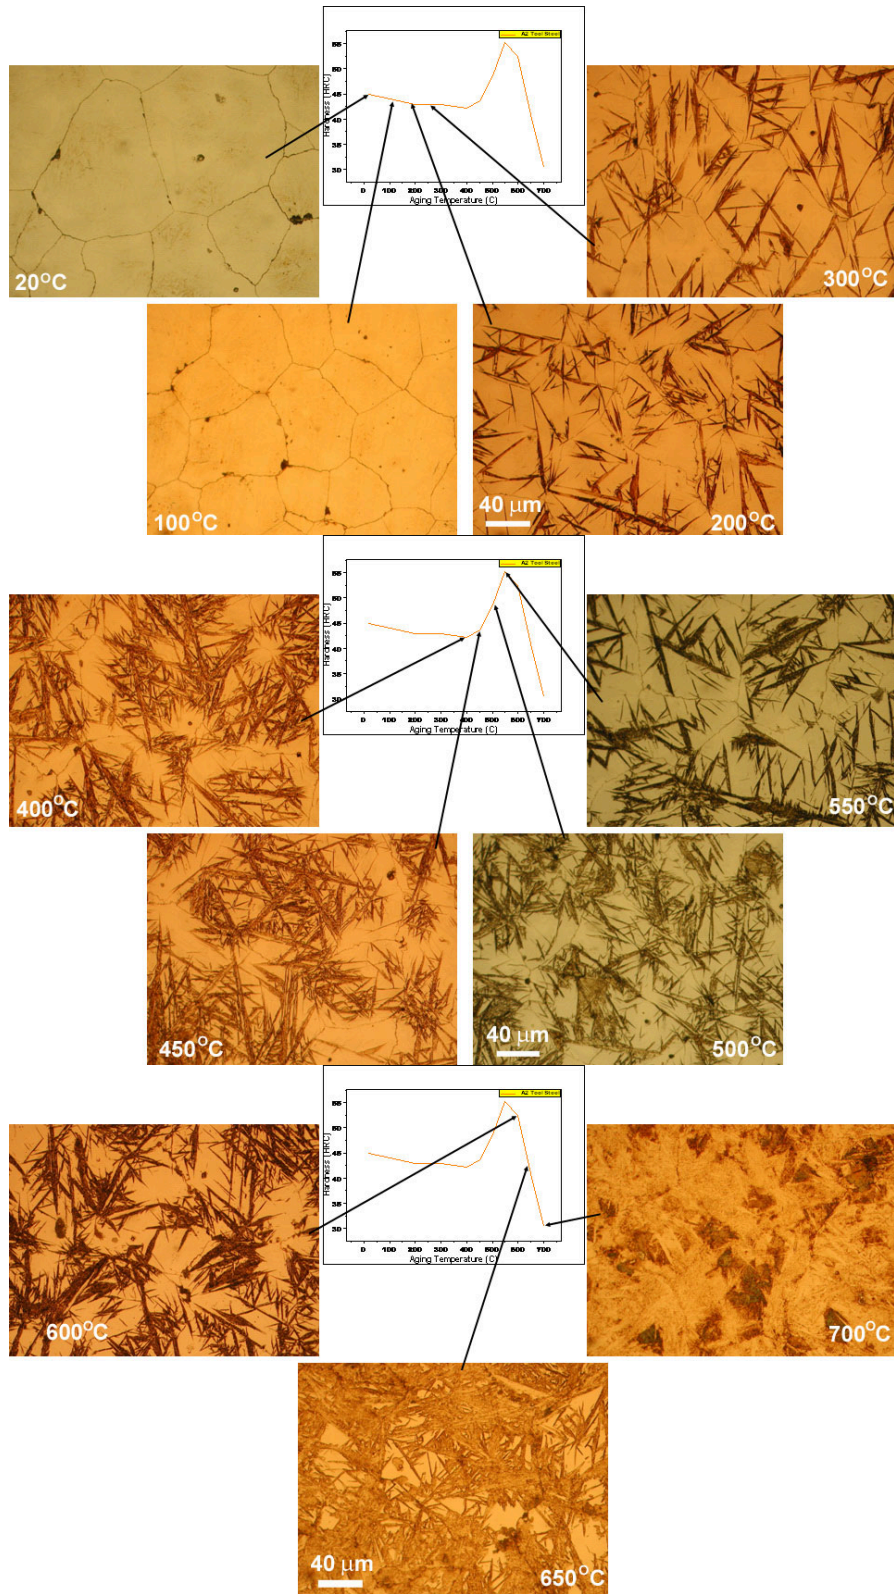 A2 Tool Steel
Hardness [HRC]
55
50
45
40
35
30
0 100 200 300 400 500 600 700
Aging Temperature (C)
20°C
300°C
100°C
40 µm
200°C
A2 Tool Steel
Hardness [HRC]
55
50
45
40
35
30
0 100 200 300 400 500 600 700
Aging Temperature (C)
400°C
550°C
450°C
40 µm
500°C
A2 Tool Steel
Hardness [HRC]
55
50
45
40
35
30
0 100 200 300 400 500 600 700
Aging Temperature (C)
600°C
700°C
40 µm
650°C